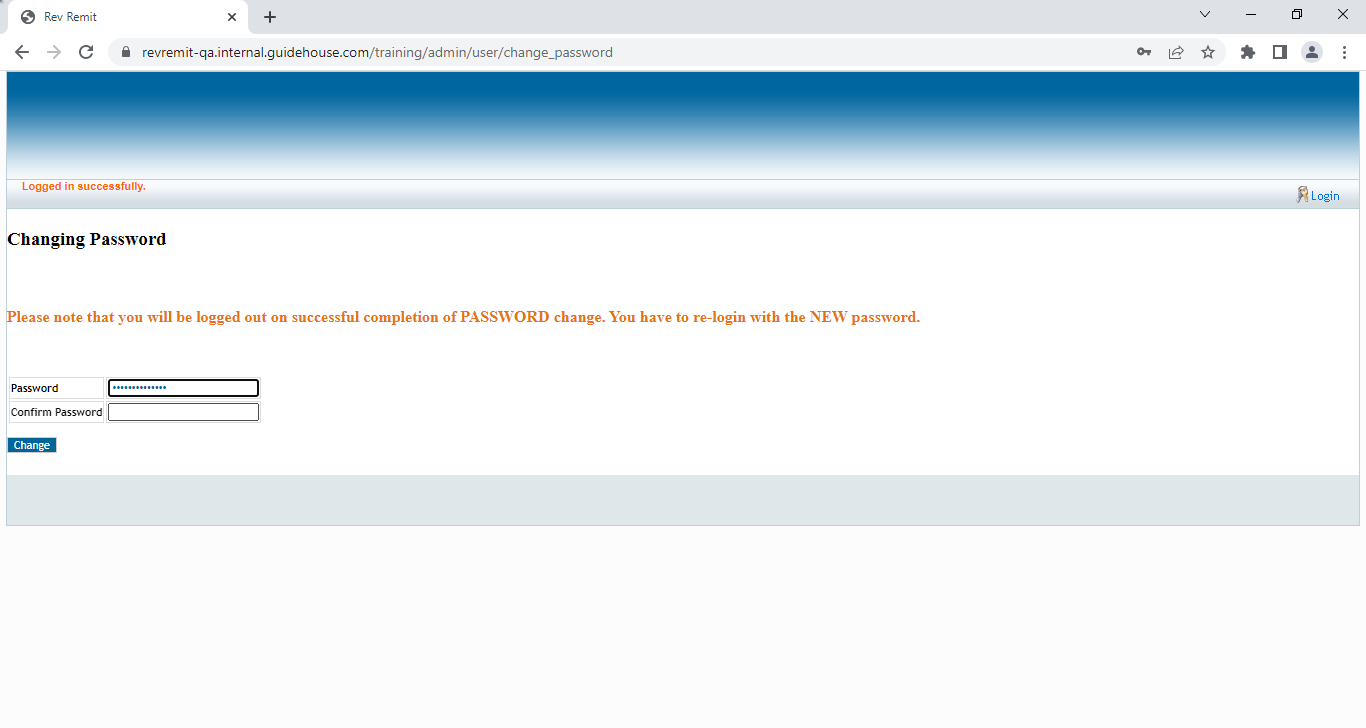 Rev Remit
revremit-qa.internal.guidehouse.com/training/admin/user/change_password
Logged in successfully.
Login
Changing Password
Please note that you will be logged out on successful completion of PASSWORD change. You have to re-login with the NEW password.
Password ••••••••••••••
Confirm Password
Change